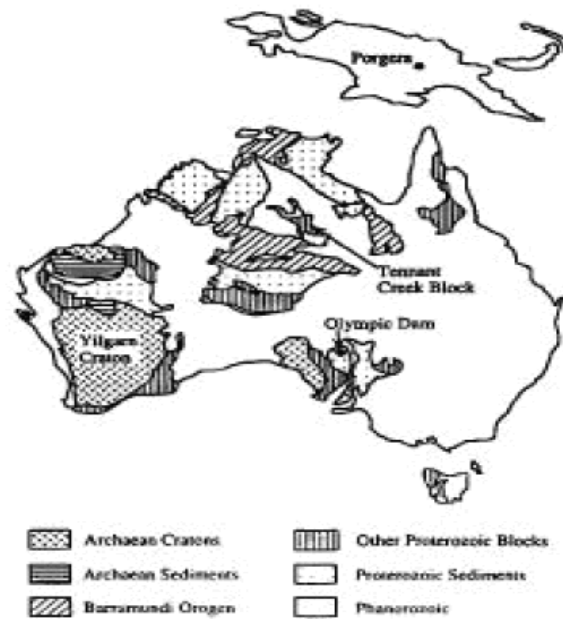 Porgera
Tennant
Creek Block
Olympic Dam
Yilgarn
Craton
Archaean Cratons
Other Proterozoic Blocks
Archaean Sediments
Proterozoic Sediments
Barramundi Orogen
Phanerozoic